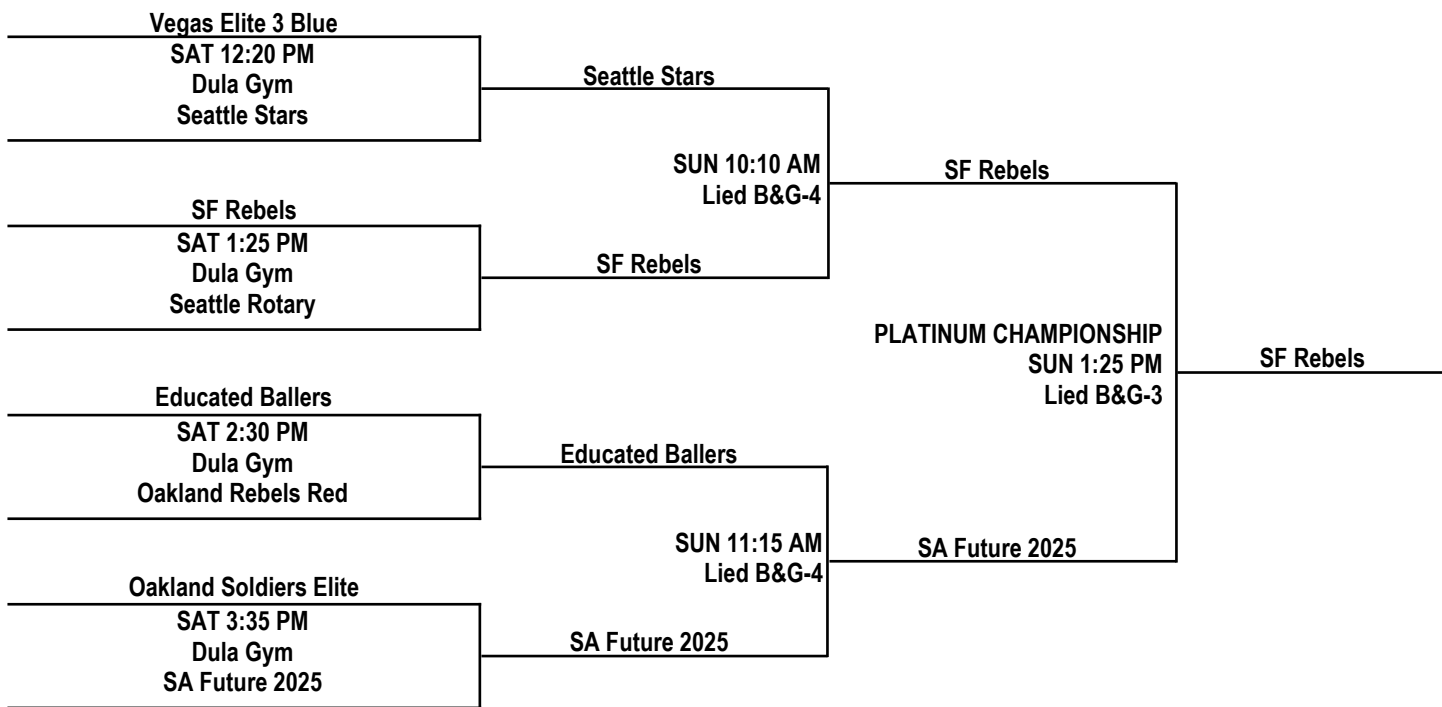 Vegas Elite 3 Blue
SAT 12:20 PM
Dula Gym
Seattle Stars
SF Rebels
SAT 1:25 PM
Dula Gym
Seattle Rotary
Educated Ballers
SAT 2:30 PM
Dula Gym
Oakland Rebels Red
Oakland Soldiers Elite
SAT 3:35 PM
Dula Gym
SA Future 2025
Seattle Stars
SUN 10:10 AM
Lied B&G-4
SF Rebels
Educated Ballers
SUN 11:15 AM
Lied B&G-4
SA Future 2025
SF Rebels
PLATINUM CHAMPIONSHIP
SUN 1:25 PM
Lied B&G-3
SA Future 2025
SF Rebels